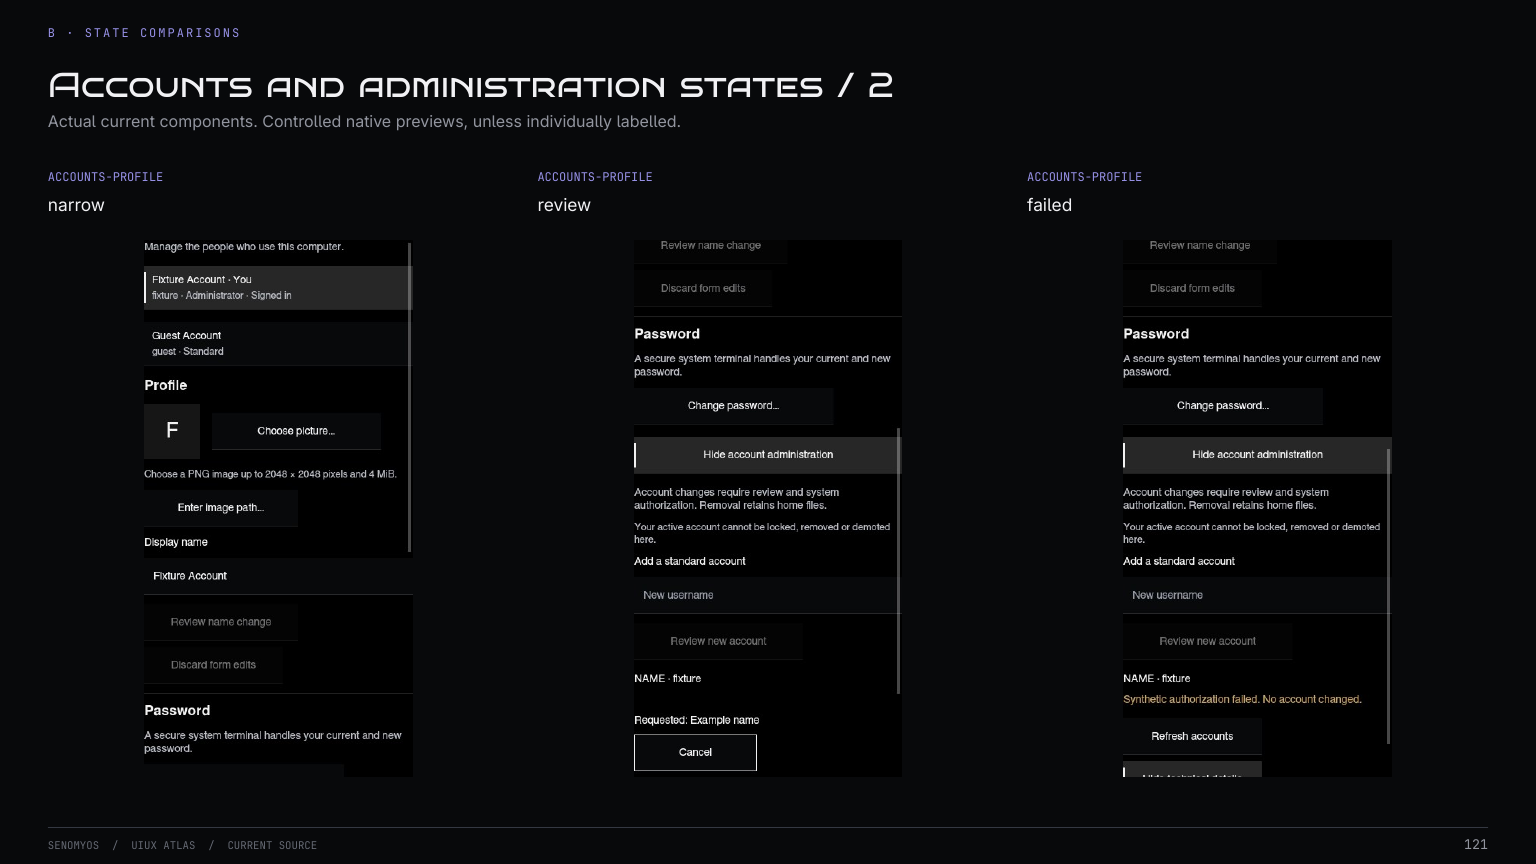 B · STATE COMPARISONS
Accounts and administration states / 2
Actual current components. Controlled native previews, unless individually labelled.
ACCOUNTS-PROFILE
narrow
Manage the people who use this computer.
Fixture Account · You
fixture · Administrator · Signed in
Guest Account
guest · Standard
Profile
F
Choose picture...
Choose a PNG image up to 2048 × 2048 pixels and 4 MiB.
Enter image path...
Display name
Fixture Account
Review name change
Discard form edits
Password
A secure system terminal handles your current and new
password.
ACCOUNTS-PROFILE
review
Review name change
Discard form edits
Password
A secure system terminal handles your current and new
password.
Change password...
Hide account administration
Account changes require review and system
authorization. Removal retains home files.
Your active account cannot be locked, removed or demoted
here.
Add a standard account
New username
Review new account
NAME · fixture
Requested: Example name
Cancel
ACCOUNTS-PROFILE
failed
Review name change
Discard form edits
Password
A secure system terminal handles your current and new
password.
Change password...
Hide account administration
Account changes require review and system
authorization. Removal retains home files.
Your active account cannot be locked, removed or demoted
here.
Add a standard account
New username
Review new account
NAME · fixture
Synthetic authorization failed. No account changed.
Refresh accounts
Hide technical details
SENOMYOS / UIUX ATLAS / CURRENT SOURCE
121